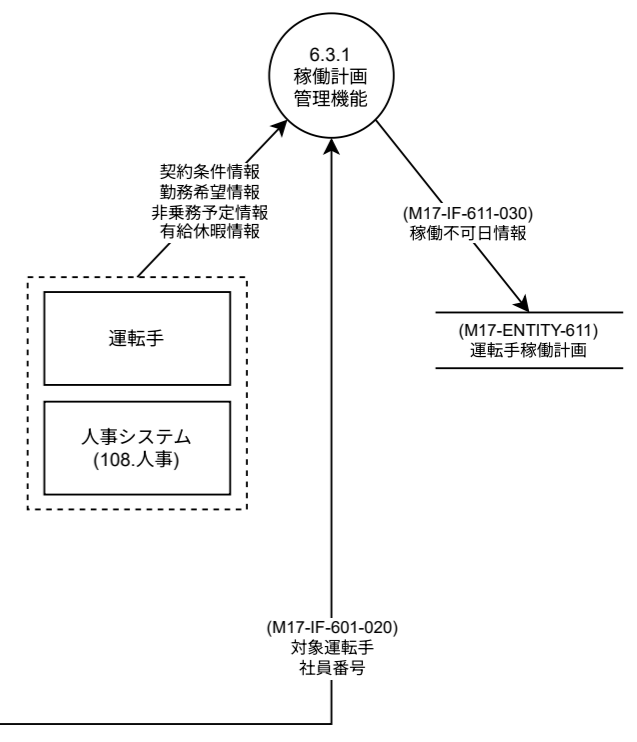 6.3.1
稼働計画
管理機能
契約条件情報
勤務希望情報
非乗務予定情報
有給休暇情報
(M17-IF-611-030)
稼働不可日情報
運転手
(M17-ENTITY-611)
運転手稼働計画
人事システム
(108.人事)
(M17-IF-601-020)
対象運転手
社員番号